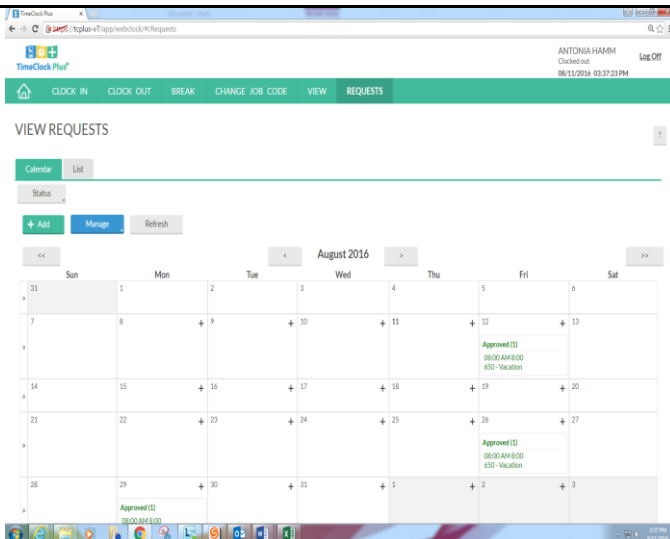 TimeClock Plus
https://tcplus-v7/app/webclock/#/Requests
TimeClock Plus®
ANTONIA HAMM
Clocked out
08/11/2016 03:37:23 PM
Log Off
CLOCK IN CLOCK OUT BREAK CHANGE JOB CODE VIEW REQUESTS
VIEW REQUESTS
?
Calendar List
Status
+ Add Manage Refresh
<< < August 2016 > >>
Sun Mon Tue Wed Thu Fri Sat
31 1 2 3 4 5 6
»
7 8 + 9 + 10 + 11 + 12 + 13
»
Approved (1)
08:00 AM 8:00
650 - Vacation
14 15 + 16 + 17 + 18 + 19 + 20
»
21 22 + 23 + 24 + 25 + 26 + 27
»
Approved (1)
08:00 AM 8:00
650 - Vacation
28 29 + 30 + 31 + 1 + 2 + 3
»
Approved (1)
08:00 AM 8:00
3:37 PM